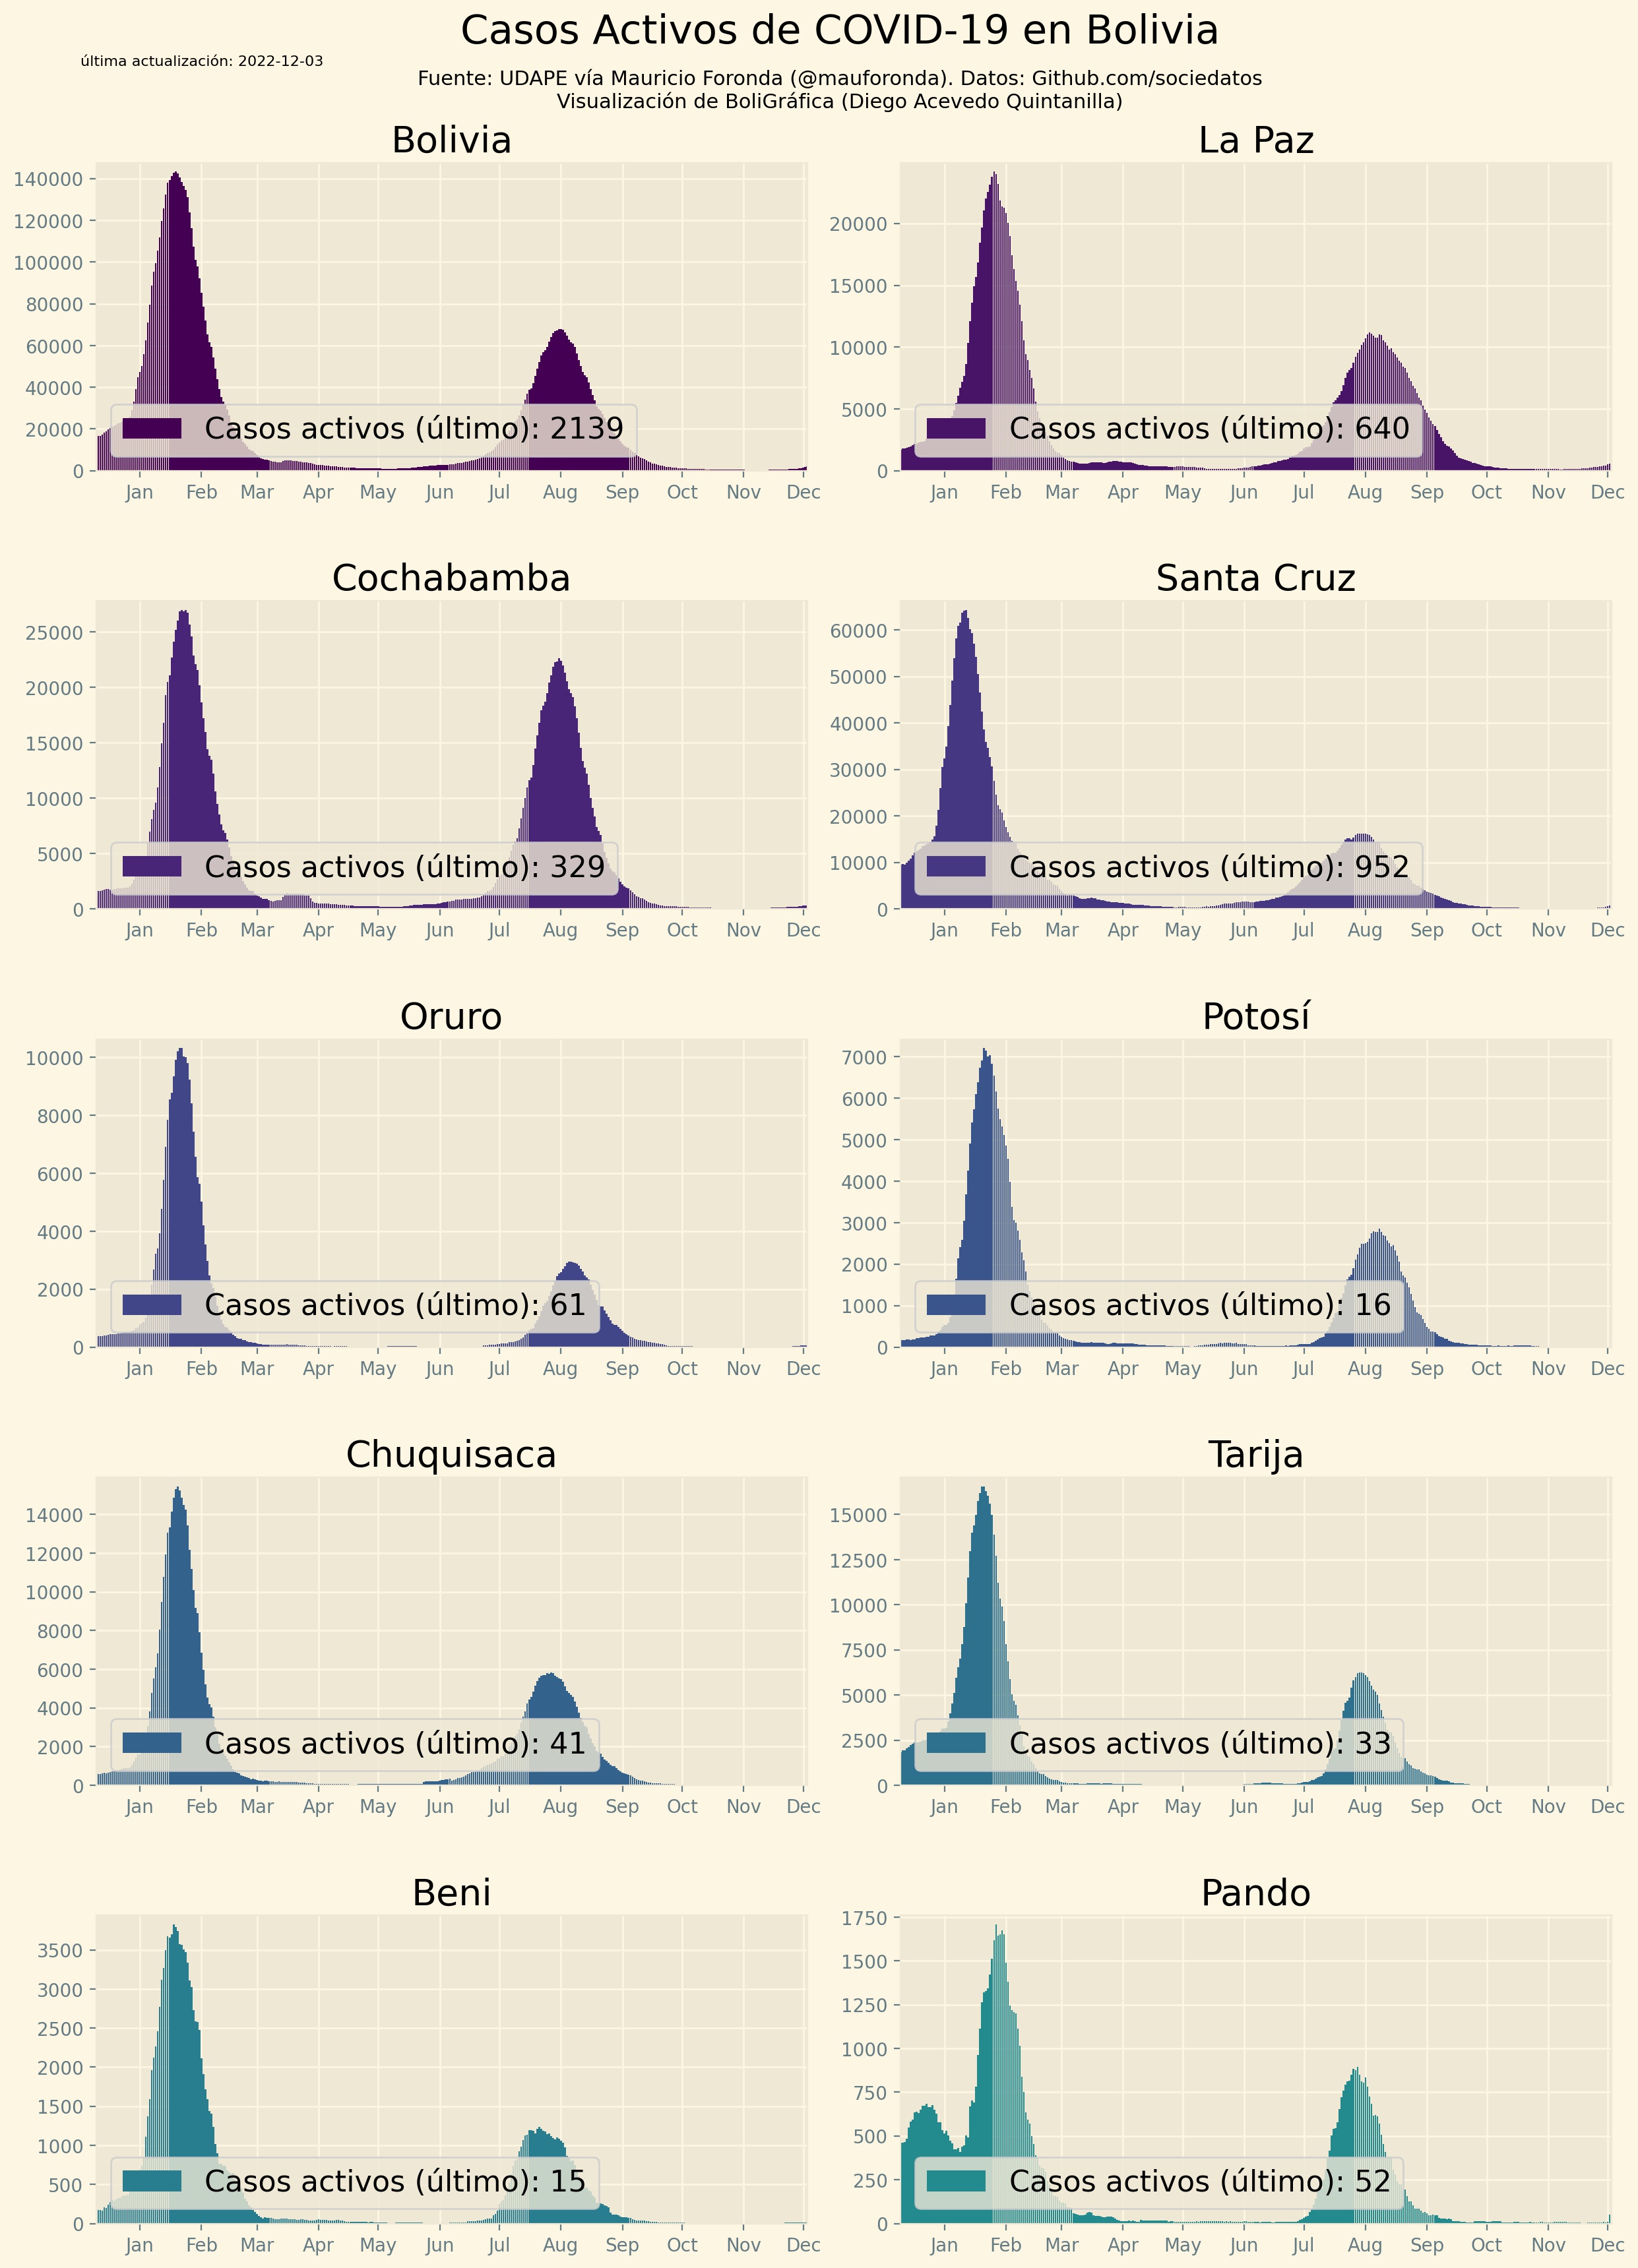 Casos Activos de COVID-19 en Bolivia
última actualización: 2022-12-03
Fuente: UDAPE vía Mauricio Foronda (@mauforonda). Datos: Github.com/sociedatos
Visualización de BoliGráfica (Diego Acevedo Quintanilla)
Bolivia
140000
120000
100000
80000
60000
40000
20000
0
Casos activos (último): 2139
Jan Feb Mar Apr May Jun Jul Aug Sep Oct Nov Dec
La Paz
20000
15000
10000
5000
0
Casos activos (último): 640
Jan Feb Mar Apr May Jun Jul Aug Sep Oct Nov Dec
Cochabamba
25000
20000
15000
10000
5000
0
Casos activos (último): 329
Jan Feb Mar Apr May Jun Jul Aug Sep Oct Nov Dec
Santa Cruz
60000
50000
40000
30000
20000
10000
0
Casos activos (último): 952
Jan Feb Mar Apr May Jun Jul Aug Sep Oct Nov Dec
Oruro
10000
8000
6000
4000
2000
0
Casos activos (último): 61
Jan Feb Mar Apr May Jun Jul Aug Sep Oct Nov Dec
Potosí
7000
6000
5000
4000
3000
2000
1000
0
Casos activos (último): 16
Jan Feb Mar Apr May Jun Jul Aug Sep Oct Nov Dec
Chuquisaca
14000
12000
10000
8000
6000
4000
2000
0
Casos activos (último): 41
Jan Feb Mar Apr May Jun Jul Aug Sep Oct Nov Dec
Tarija
15000
12500
10000
7500
5000
2500
0
Casos activos (último): 33
Jan Feb Mar Apr May Jun Jul Aug Sep Oct Nov Dec
Beni
3500
3000
2500
2000
1500
1000
500
0
Casos activos (último): 15
Jan Feb Mar Apr May Jun Jul Aug Sep Oct Nov Dec
Pando
1750
1500
1250
1000
750
500
250
0
Casos activos (último): 52
Jan Feb Mar Apr May Jun Jul Aug Sep Oct Nov Dec